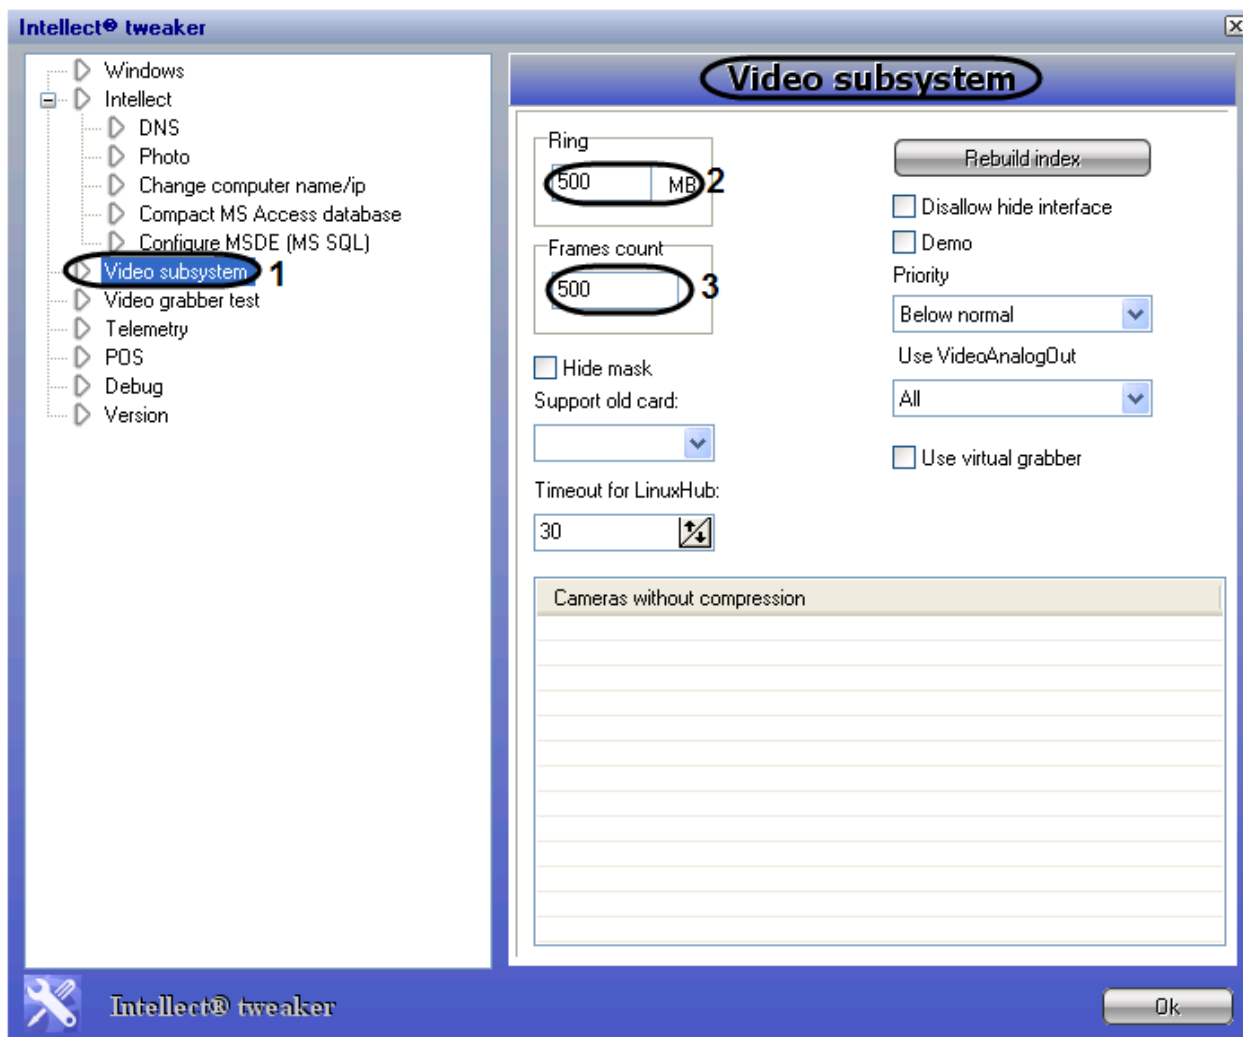 Intellect® tweaker
Windows
Intellect
DNS
Photo
Change computer name/ip
Compact MS Access database
Configure MSDE (MS SQL)
Video subsystem 1
Video grabber test
Telemetry
POS
Debug
Version
Video subsystem
Ring
500 MB 2
Frames count
500 3
Hide mask
Support old card:
Timeout for LinuxHub:
30
Rebuild index
Disallow hide interface
Demo
Priority
Below normal
Use VideoAnalogOut
All
Use virtual grabber
Cameras without compression
Intellect® tweaker
Ok